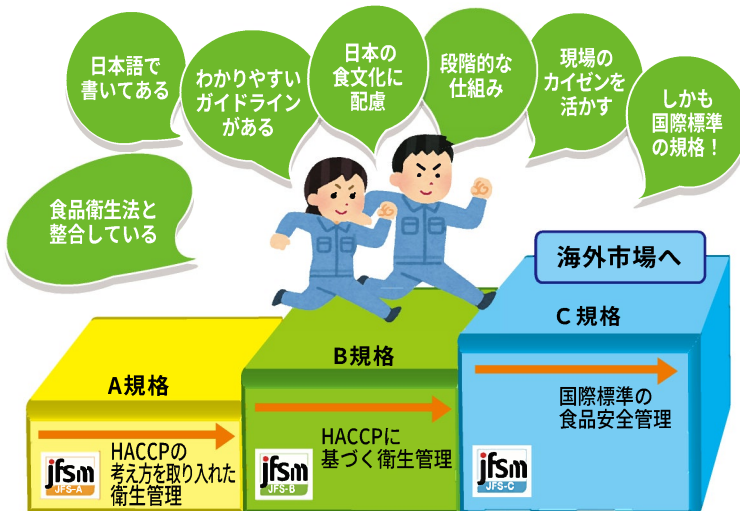 日本語で
書いてある
わかりやすい
ガイドライン
がある
日本の
食文化に
配慮
段階的な
仕組み
現場の
カイゼンを
活かす
しかも
国際標準
の規格！
食品衛生法と
整合している
海外市場へ
A規格
HACCPの
考え方を取り入れた
衛生管理
jfsm
JFS-A
B規格
HACCPに
基づく衛生管理
jfsm
JFS-B
C規格
国際標準の
食品安全管理
jfsm
JFS-C